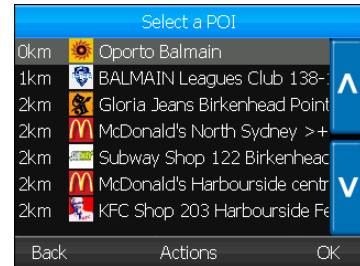 Select a POI
0km Oporto Balmain
1km BALMAIN Leagues Club 138-
2km Gloria Jeans Birkenhead Point
2km McDonald's North Sydney >+
2km Subway Shop 122 Birkenhead
2km McDonald's Harbourside centr
2km KFC Shop 203 Harbourside Fe
Back Actions OK